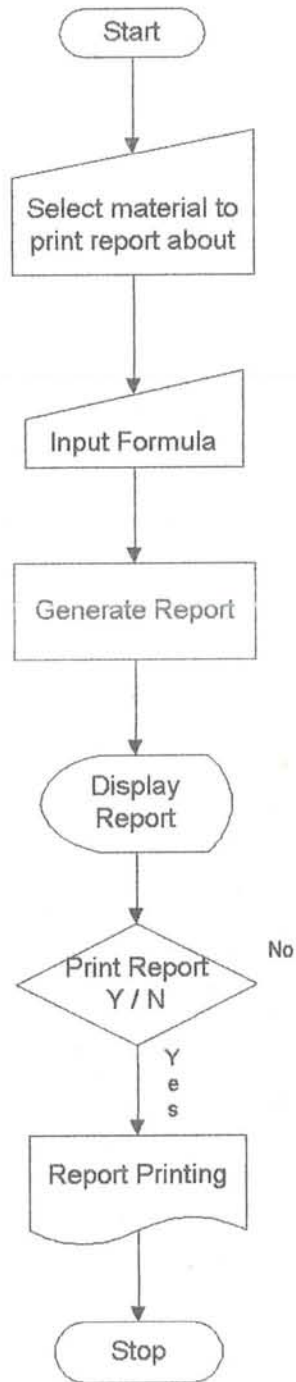 Start
Select material to
print report about
Input Formula
Generate Report
Display
Report
Print Report
Y / N
No
Y
e
s
Report Printing
Stop